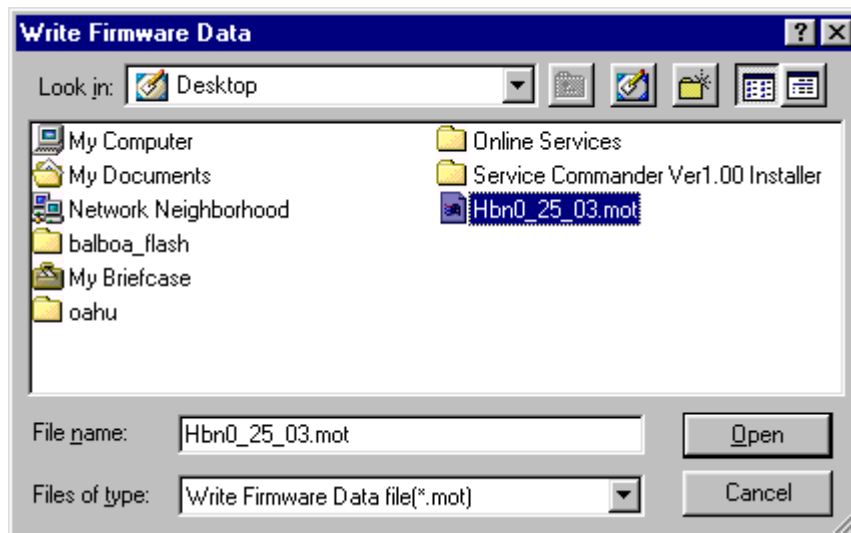 Write Firmware Data
Look in: Desktop
My Computer
My Documents
Network Neighborhood
balboa_flash
My Briefcase
oahu
Online Services
Service Commander Ver1.00 Installer
Hbn0_25_03.mot
File name: Hbn0_25_03.mot Open
Files of type: Write Firmware Data file(*.mot) Cancel